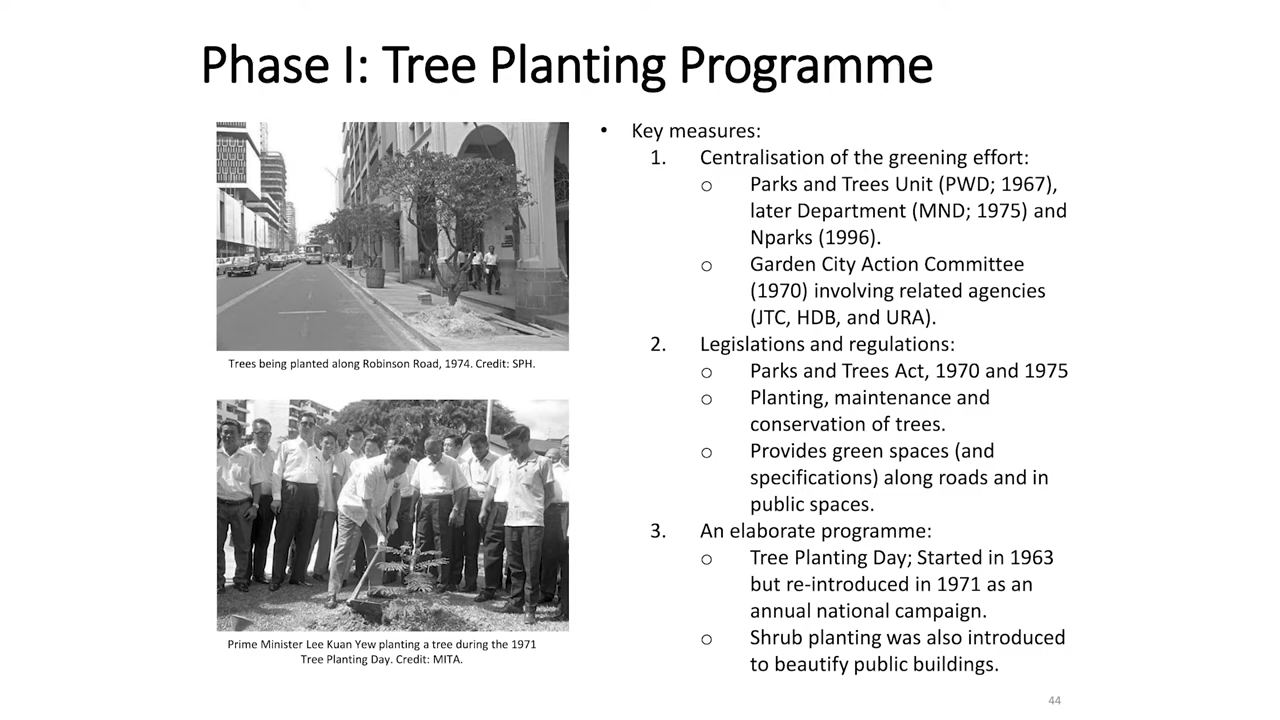 Phase I: Tree Planting Programme
Trees being planted along Robinson Road, 1974. Credit: SPH.
Prime Minister Lee Kuan Yew planting a tree during the 1971
Tree Planting Day. Credit: MITA.
• Key measures:
1. Centralisation of the greening effort:
o Parks and Trees Unit (PWD; 1967),
later Department (MND; 1975) and
Nparks (1996).
o Garden City Action Committee
(1970) involving related agencies
(JTC, HDB, and URA).
2. Legislations and regulations:
o Parks and Trees Act, 1970 and 1975
o Planting, maintenance and
conservation of trees.
o Provides green spaces (and
specifications) along roads and in
public spaces.
3. An elaborate programme:
o Tree Planting Day; Started in 1963
but re-introduced in 1971 as an
annual national campaign.
o Shrub planting was also introduced
to beautify public buildings.
44